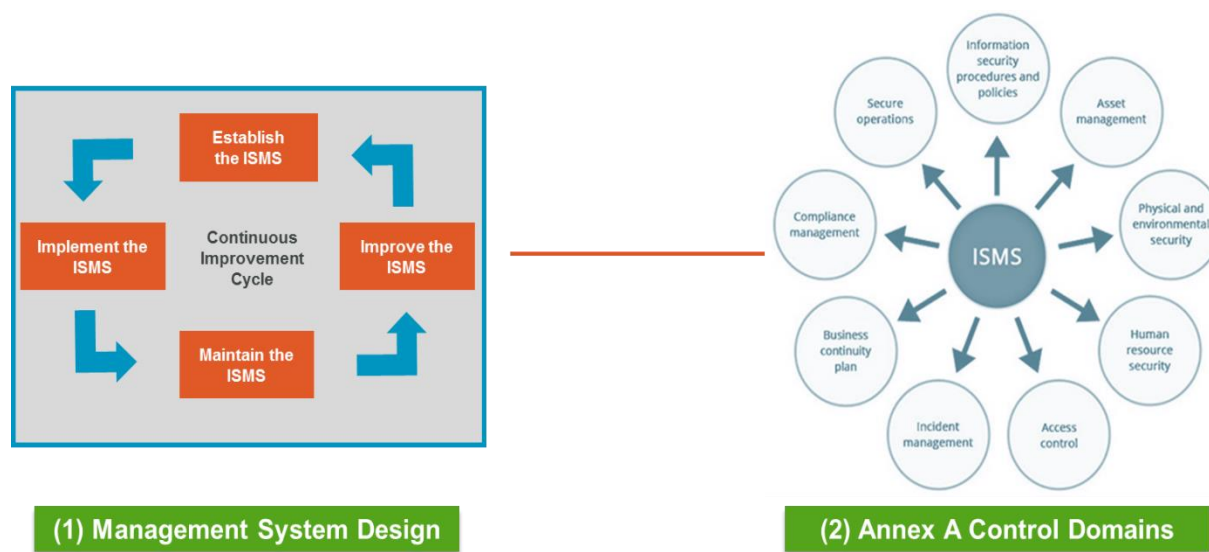 Establish
the ISMS
Implement the
ISMS
Continuous
Improvement
Cycle
Improve the
ISMS
Maintain the
ISMS
(1) Management System Design
Information
security
procedures and
policies
Asset
management
Physical and
environmental
security
Human
resource
security
Access
control
Incident
management
Business
continuity
plan
Compliance
management
Secure
operations
ISMS
(2) Annex A Control Domains